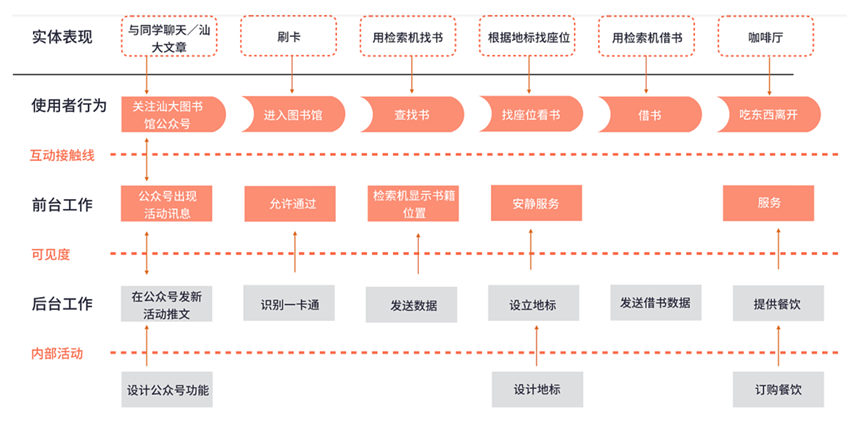 实体表现
与同学聊天／汕
大文章
刷卡
用检索机找书
根据地标找座位
用检索机借书
咖啡厅
使用者行为
关注汕大图书
馆公众号
进入图书馆
查找书
找座位看书
借书
吃东西离开
互动接触线
前台工作
公众号出现
活动讯息
允许通过
检索机显示书籍
位置
安静服务
服务
可见度
后台工作
在公众号发新
活动推文
识别一卡通
发送数据
设立地标
发送借书数据
提供餐饮
内部活动
设计公众号功能
设计地标
订购餐饮